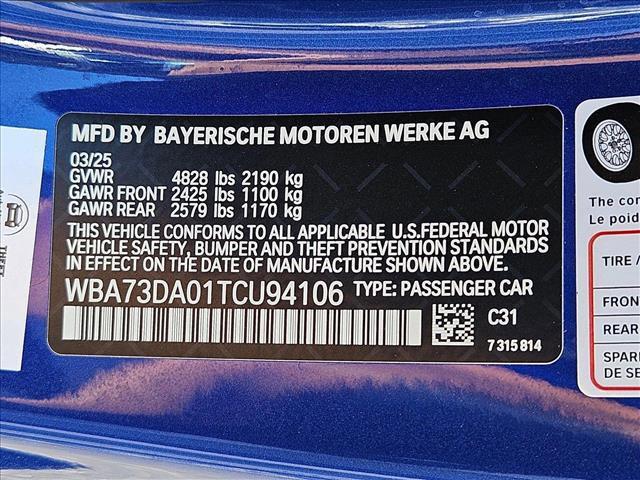 MFD BY BAYERISCHE MOTOREN WERKE AG
03/25
GVWR 4828 lbs 2190 kg
GAWR FRONT 2425 lbs 1100 kg
GAWR REAR 2579 lbs 1170 kg
THIS VEHICLE CONFORMS TO ALL APPLICABLE U.S.FEDERAL MOTOR
VEHICLE SAFETY, BUMPER AND THEFT PREVENTION STANDARDS
IN EFFECT ON THE DATE OF MANUFACTURE SHOWN ABOVE.
WBA73DA01TCU94106 TYPE: PASSENGER CAR
C31
7 315 814
The con
Le poid
TIRE /
FRON
REAR
SPAR
DE SE
THEFT